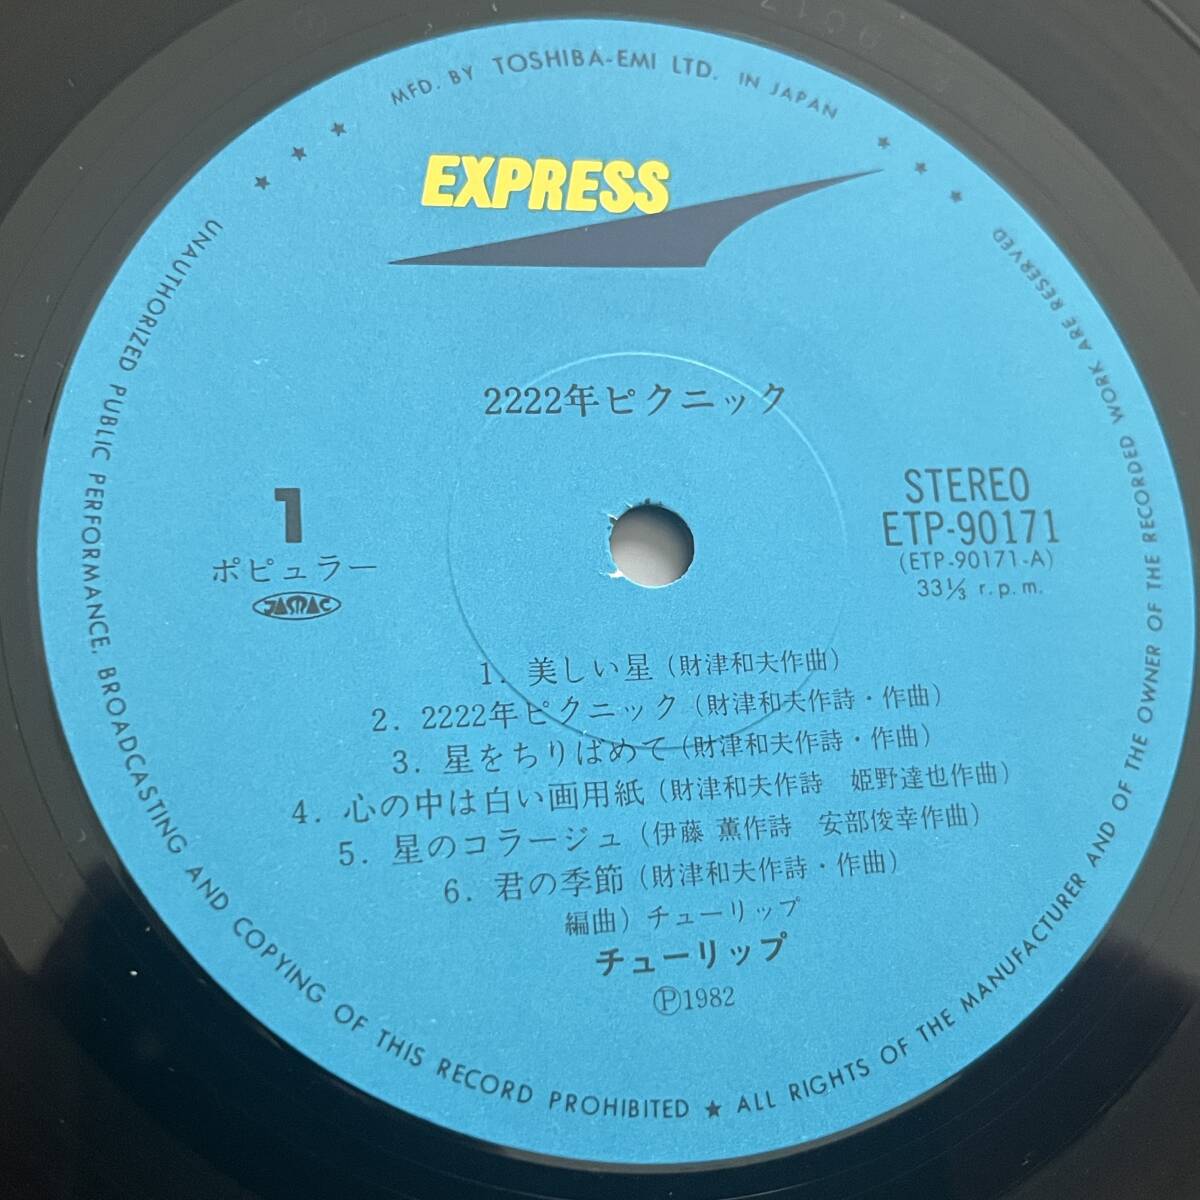 MFD. BY TOSHIBA-EMI LTD. IN JAPAN
EXPRESS
2222年ピクニック
1
ポピュラー
JASRAC
STEREO
ETP-90171
(ETP-90171-A)
33⅓ r.p.m.
1. 美しい星 (財津和夫作曲)
2. 2222年ピクニック (財津和夫作詩・作曲)
3. 星をちりばめて (財津和夫作詩・作曲)
4. 心の中は白い画用紙 (財津和夫作詩 姫野達也作曲)
5. 星のコラージュ (伊藤 薫作詩 安部俊幸作曲)
6. 君の季節 (財津和夫作詩・作曲)
編曲) チューリップ
チューリップ
Ⓟ1982
UNAUTHORIZED PUBLIC PERFORMANCE, BROADCASTING AND COPYING OF THIS RECORD PROHIBITED ★ ALL RIGHTS OF THE MANUFACTURER AND OF THE OWNER OF THE RECORDED WORK ARE RESERVED